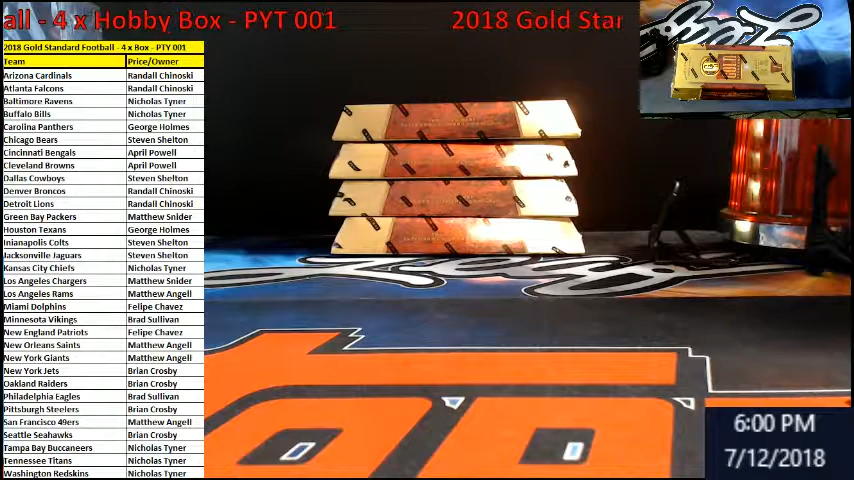 all - 4 x Hobby Box - PYT 001 2018 Gold Star
2018 Gold Standard Football - 4 x Box - PTY 001
Team Price/Owner
Arizona Cardinals Randall Chinoski
Atlanta Falcons Randall Chinoski
Baltimore Ravens Nicholas Tyner
Buffalo Bills Nicholas Tyner
Carolina Panthers George Holmes
Chicago Bears Steven Shelton
Cincinnati Bengals April Powell
Cleveland Browns April Powell
Dallas Cowboys Steven Shelton
Denver Broncos Randall Chinoski
Detroit Lions Randall Chinoski
Green Bay Packers Matthew Snider
Houston Texans George Holmes
Inianapolis Colts Steven Shelton
Jacksonville Jaguars Steven Shelton
Kansas City Chiefs Nicholas Tyner
Los Angeles Chargers Matthew Snider
Los Angeles Rams Matthew Angell
Miami Dolphins Felipe Chavez
Minnesota Vikings Brad Sullivan
New England Patriots Felipe Chavez
New Orleans Saints Matthew Angell
New York Giants Matthew Angell
New York Jets Brian Crosby
Oakland Raiders Brian Crosby
Philadelphia Eagles Brad Sullivan
Pittsburgh Steelers Brian Crosby
San Francisco 49ers Matthew Angell
Seattle Seahawks Brian Crosby
Tampa Bay Buccaneers Nicholas Tyner
Tennessee Titans Nicholas Tyner
Washington Redskins Nicholas Tyner
6:00 PM
7/12/2018